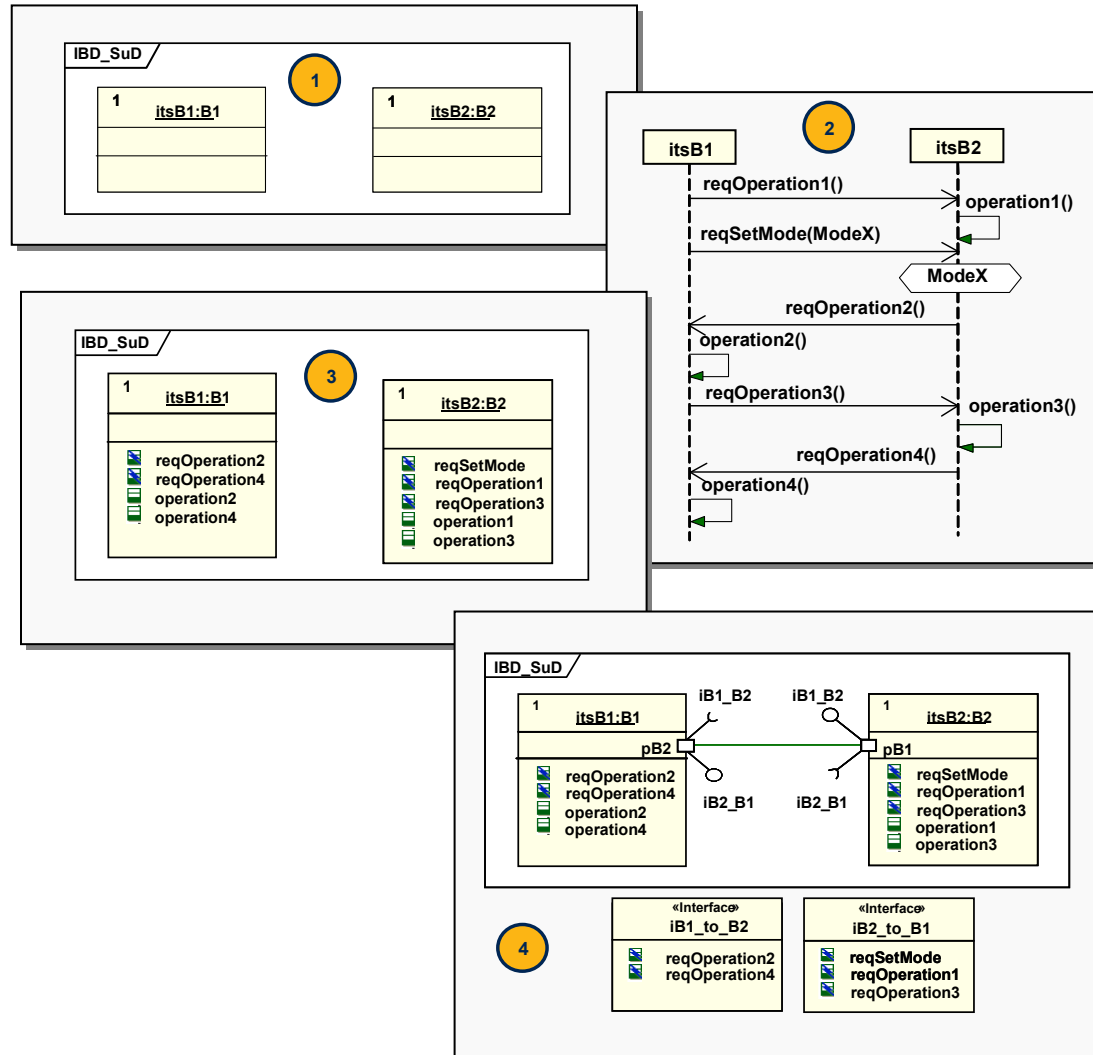 IBD_SuD
1
1
itsB1:B1
1
itsB2:B2
2
itsB1
itsB2
reqOperation1()
operation1()
reqSetMode(ModeX)
ModeX
reqOperation2()
operation2()
reqOperation3()
operation3()
reqOperation4()
operation4()
IBD_SuD
3
1
itsB1:B1
reqOperation2
reqOperation4
operation2
operation4
1
itsB2:B2
reqSetMode
reqOperation1
reqOperation3
operation1
operation3
IBD_SuD
1
itsB1:B1
pB2
reqOperation2
reqOperation4
operation2
operation4
iB1_B2
iB2_B1
iB1_B2
iB2_B1
1
itsB2:B2
pB1
reqSetMode
reqOperation1
reqOperation3
operation1
operation3
4
«Interface»
iB1_to_B2
reqOperation2
reqOperation4
«Interface»
iB2_to_B1
reqSetMode
reqOperation1
reqOperation3